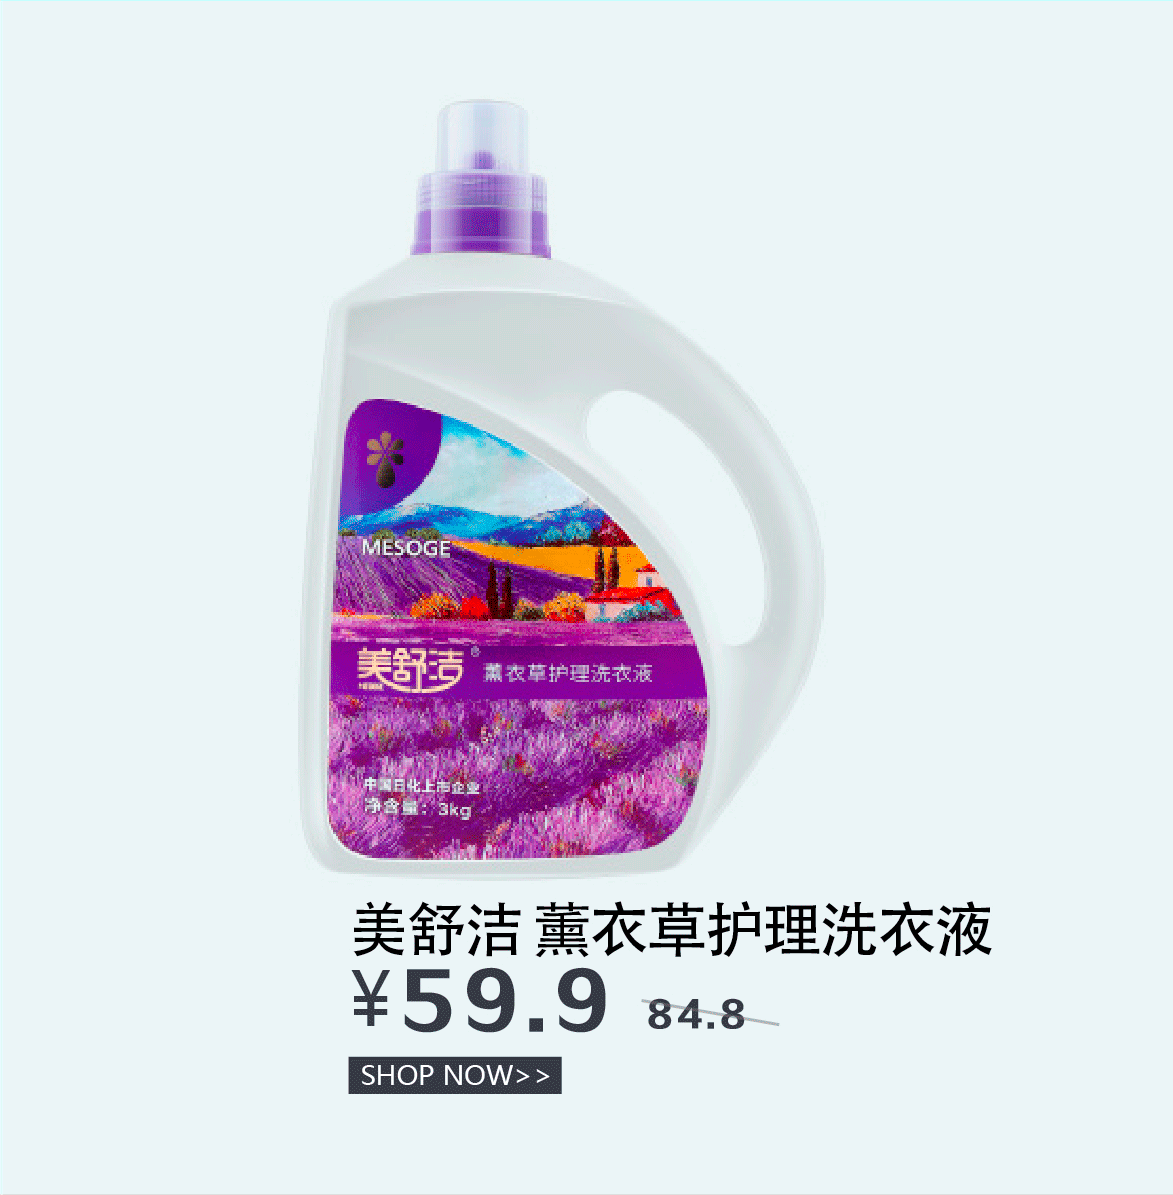 MESOGE
美舒洁® 薰衣草护理洗衣液
中国日化上市企业
净含量：3kg
美舒洁 薰衣草护理洗衣液
¥59.9 84.8
SHOP NOW>>